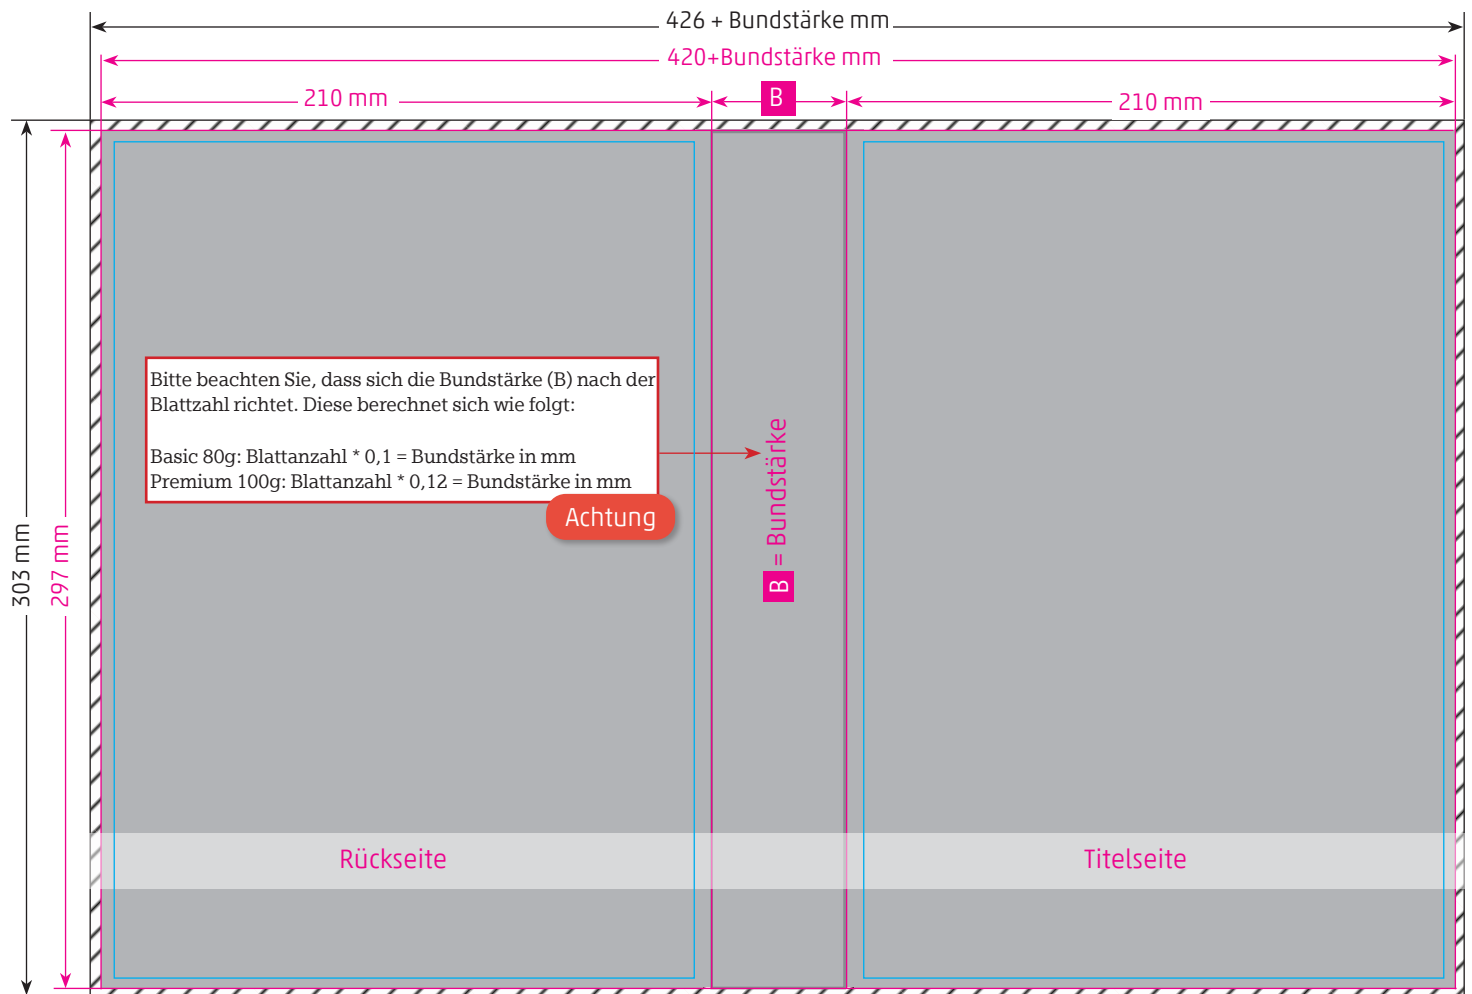 426 + Bundstärke mm
420+Bundstärke mm
210 mm
B
210 mm
303 mm
297 mm
Bitte beachten Sie, dass sich die Bundstärke (B) nach der
Blattzahl richtet. Diese berechnet sich wie folgt:
Basic 80g: Blattanzahl * 0,1 = Bundstärke in mm
Premium 100g: Blattanzahl * 0,12 = Bundstärke in mm
Achtung
B = Bundstärke
Rückseite
Titelseite